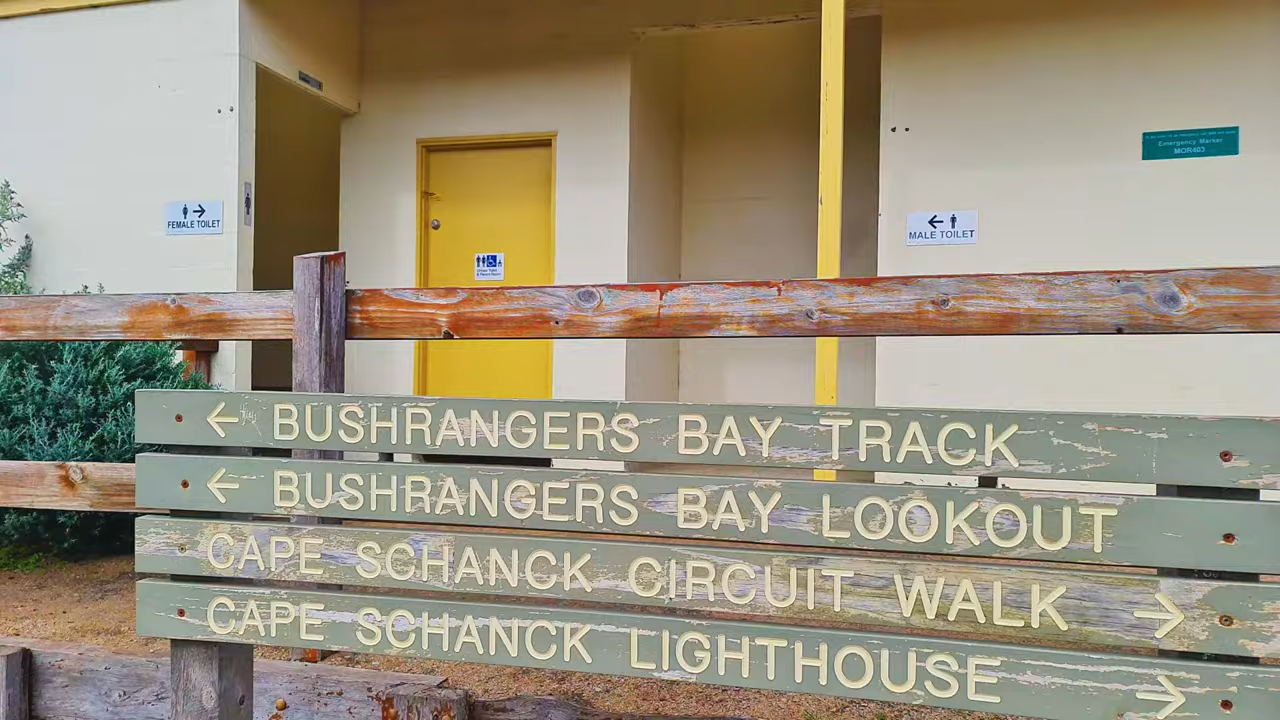 FEMALE TOILET
MALE TOILET
Emergency Marker
MOR403
← BUSHRANGERS BAY TRACK
← BUSHRANGERS BAY LOOKOUT
CAPE SCHANCK CIRCUIT WALK →
CAPE SCHANCK LIGHTHOUSE →